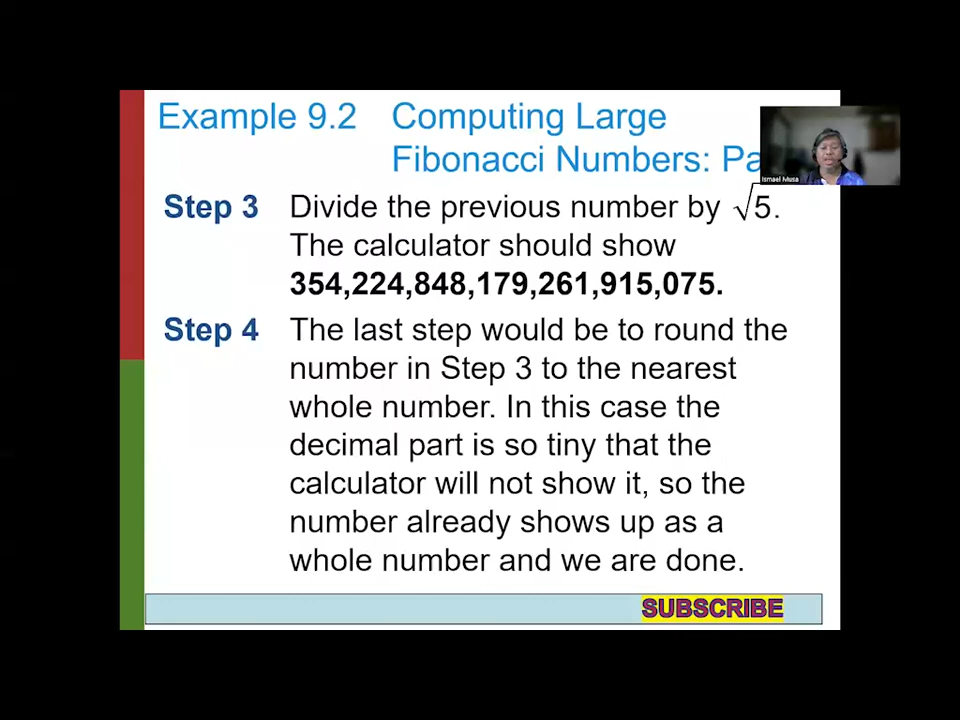 Example 9.2 Computing Large
Fibonacci Numbers: Pa
Ismael Musa
Step 3 Divide the previous number by √5.
The calculator should show
354,224,848,179,261,915,075.
Step 4 The last step would be to round the
number in Step 3 to the nearest
whole number. In this case the
decimal part is so tiny that the
calculator will not show it, so the
number already shows up as a
whole number and we are done.
SUBSCRIBE